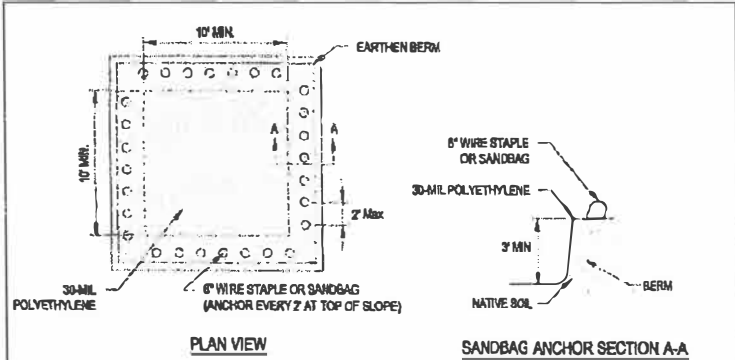 10' MIN.
EARTHEN BERM
A
A
10' MIN.
2' Max
30-MIL
POLYETHYLENE
6" WIRE STAPLE OR SANDBAG
(ANCHOR EVERY 2' AT TOP OF SLOPE)
PLAN VIEW
6" WIRE STAPLE
OR SANDBAG
30-MIL POLYETHYLENE
3' MIN
NATIVE SOIL
BERM
SANDBAG ANCHOR SECTION A-A